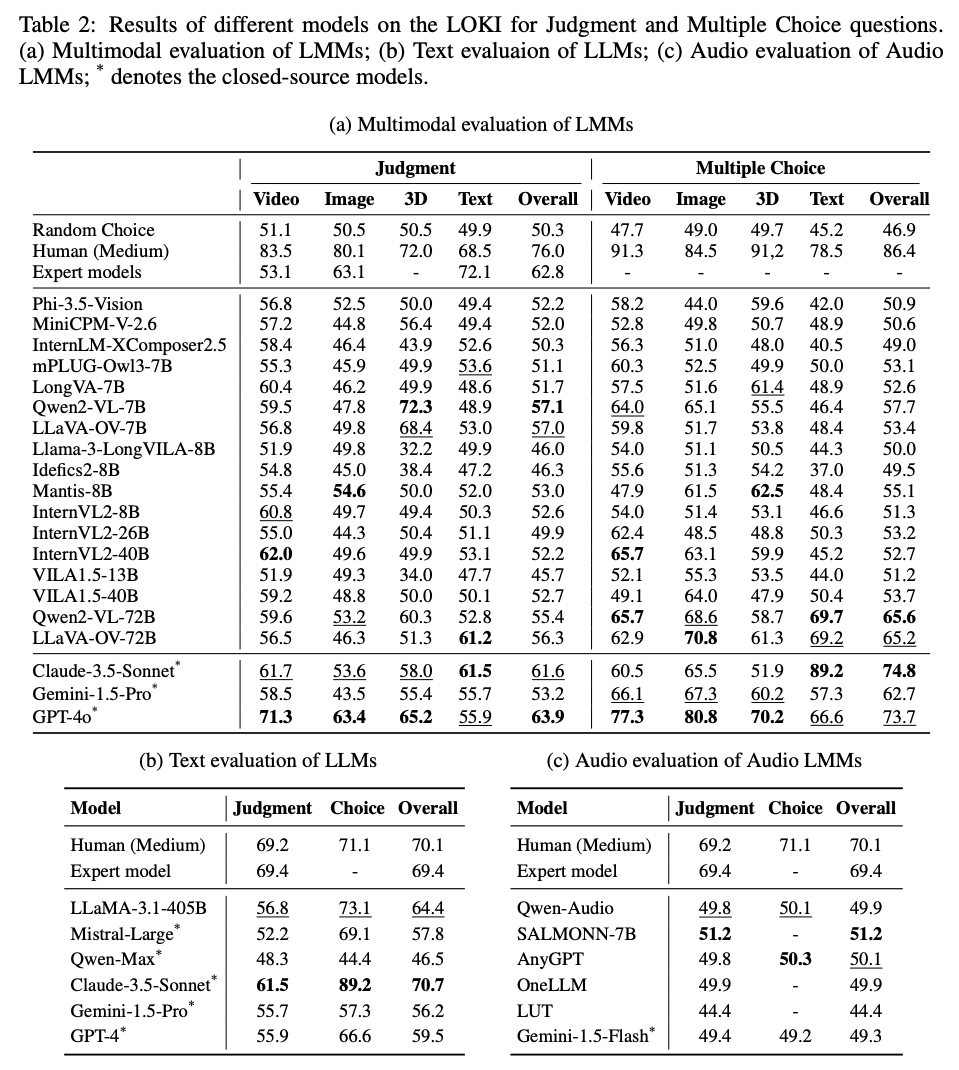 Table 2: Results of different models on the LOKI for Judgment and Multiple Choice questions.
(a) Multimodal evaluation of LMMs; (b) Text evaluaion of LLMs; (c) Audio evaluation of Audio
LMMs; * denotes the closed-source models.
(a) Multimodal evaluation of LMMs
Judgment Multiple Choice
Video Image 3D Text Overall Video Image 3D Text Overall
Random Choice 51.1 50.5 50.5 49.9 50.3 47.7 49.0 49.7 45.2 46.9
Human (Medium) 83.5 80.1 72.0 68.5 76.0 91.3 84.5 91,2 78.5 86.4
Expert models 53.1 63.1 - 72.1 62.8 - - - - -
Phi-3.5-Vision 56.8 52.5 50.0 49.4 52.2 58.2 44.0 59.6 42.0 50.9
MiniCPM-V-2.6 57.2 44.8 56.4 49.4 52.0 52.8 49.8 50.7 48.9 50.6
InternLM-XComposer2.5 58.4 46.4 43.9 52.6 50.3 56.3 51.0 48.0 40.5 49.0
mPLUG-Owl3-7B 55.3 45.9 49.9 53.6 51.1 60.3 52.5 49.9 50.0 53.1
LongVA-7B 60.4 46.2 49.9 48.6 51.7 57.5 51.6 61.4 48.9 52.6
Qwen2-VL-7B 59.5 47.8 72.3 48.9 57.1 64.0 65.1 55.5 46.4 57.7
LLaVA-OV-7B 56.8 49.8 68.4 53.0 57.0 59.8 51.7 53.8 48.4 53.4
Llama-3-LongVILA-8B 51.9 49.8 32.2 49.9 46.0 54.0 51.1 50.5 44.3 50.0
Idefics2-8B 54.8 45.0 38.4 47.2 46.3 55.6 51.3 54.2 37.0 49.5
Mantis-8B 55.4 54.6 50.0 52.0 53.0 47.9 61.5 62.5 48.4 55.1
InternVL2-8B 60.8 49.7 49.4 50.3 52.6 54.0 51.4 53.1 46.6 51.3
InternVL2-26B 55.0 44.3 50.4 51.1 49.9 62.4 48.5 48.8 50.3 53.2
InternVL2-40B 62.0 49.6 49.9 53.1 52.2 65.7 63.1 59.9 45.2 52.7
VILA1.5-13B 51.9 49.3 34.0 47.7 45.7 52.1 55.3 53.5 44.0 51.2
VILA1.5-40B 59.2 48.8 50.0 50.1 52.7 49.1 64.0 47.9 50.4 53.7
Qwen2-VL-72B 59.6 53.2 60.3 52.8 55.4 65.7 68.6 58.7 69.7 65.6
LLaVA-OV-72B 56.5 46.3 51.3 61.2 56.3 62.9 70.8 61.3 69.2 65.2
Claude-3.5-Sonnet* 61.7 53.6 58.0 61.5 61.6 60.5 65.5 51.9 89.2 74.8
Gemini-1.5-Pro* 58.5 43.5 55.4 55.7 53.2 66.1 67.3 60.2 57.3 62.7
GPT-4o* 71.3 63.4 65.2 55.9 63.9 77.3 80.8 70.2 66.6 73.7
(b) Text evaluation of LLMs
Model Judgment Choice Overall
Human (Medium) 69.2 71.1 70.1
Expert model 69.4 - 69.4
LLaMA-3.1-405B 56.8 73.1 64.4
Mistral-Large* 52.2 69.1 57.8
Qwen-Max* 48.3 44.4 46.5
Claude-3.5-Sonnet* 61.5 89.2 70.7
Gemini-1.5-Pro* 55.7 57.3 56.2
GPT-4* 55.9 66.6 59.5
(c) Audio evaluation of Audio LMMs
Model Judgment Choice Overall
Human (Medium) 69.2 71.1 70.1
Expert model 69.4 - 69.4
Qwen-Audio 49.8 50.1 49.9
SALMONN-7B 51.2 - 51.2
AnyGPT 49.8 50.3 50.1
OneLLM 49.9 - 49.9
LUT 44.4 - 44.4
Gemini-1.5-Flash* 49.4 49.2 49.3